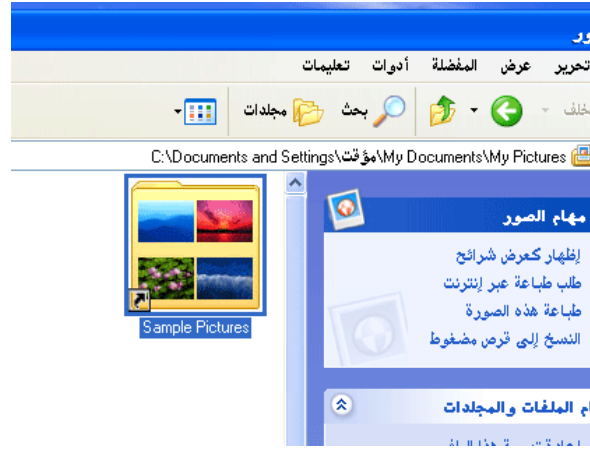 تحرير عرض المفضلة أدوات تعليمات
بحث مجلدات
C:\Documents and Settings\مؤقت\My Documents\My Pictures
Sample Pictures
مهام الصور
إظهار كعرض شرائح
طلب طباعة عبر إنترنت
طباعة هذه الصورة
النسخ إلى قرص مضغوط
الملفات والمجلدات